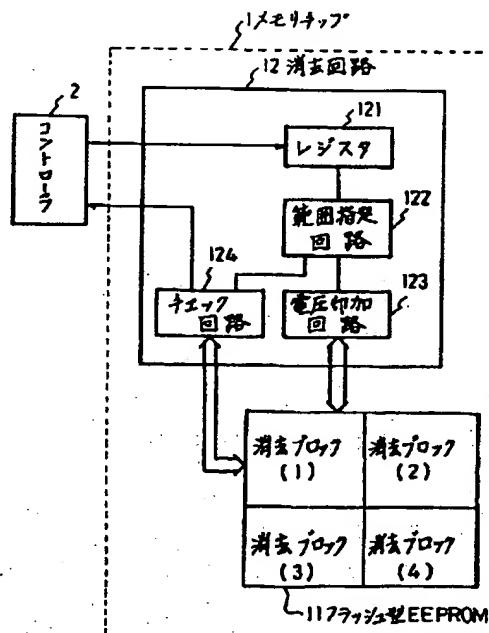 1メモリチップ
12 消去回路
2
コントローラ
121
レジスタ
範囲指定
回路
122
124
チェック
回路
電圧印加
回路
123
消去ブロック
(1)
消去ブロック
(2)
消去ブロック
(3)
消去ブロック
(4)
11フラッシュ型EEPROM